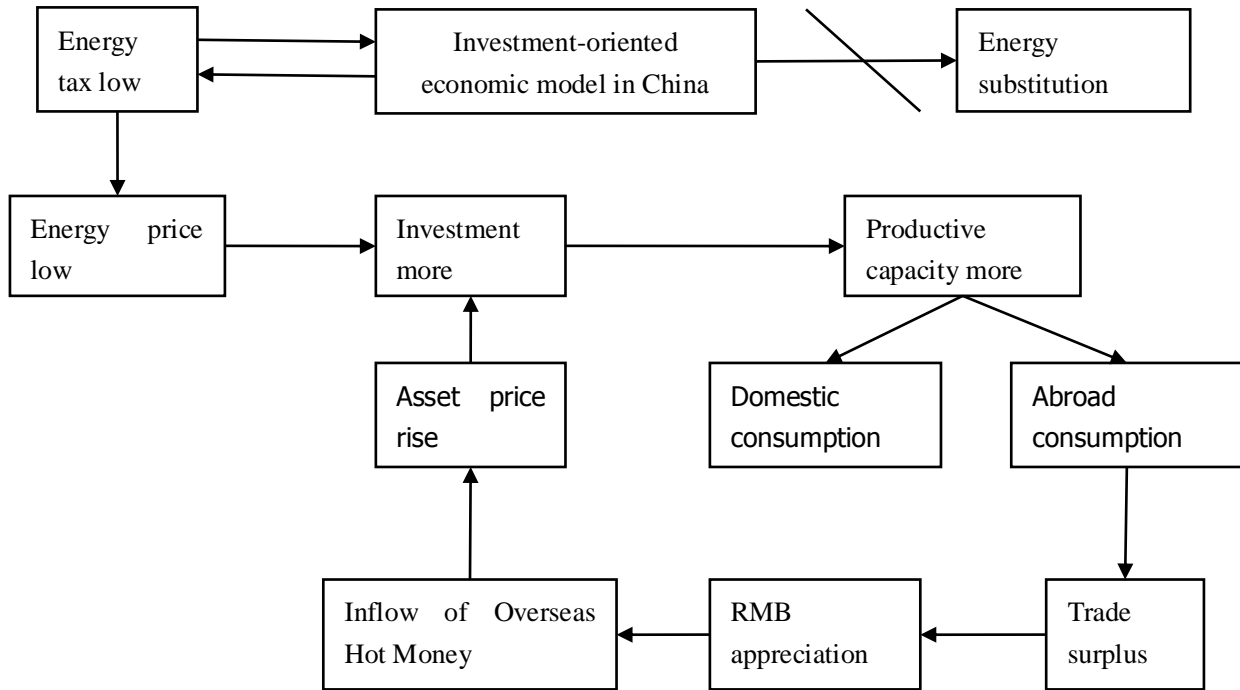 Energy
tax low
Investment-oriented
economic model in China
Energy
substitution
Energy price
low
Investment
more
Productive
capacity more
Asset price
rise
Domestic
consumption
Abroad
consumption
Inflow of Overseas
Hot Money
RMB
appreciation
Trade
surplus